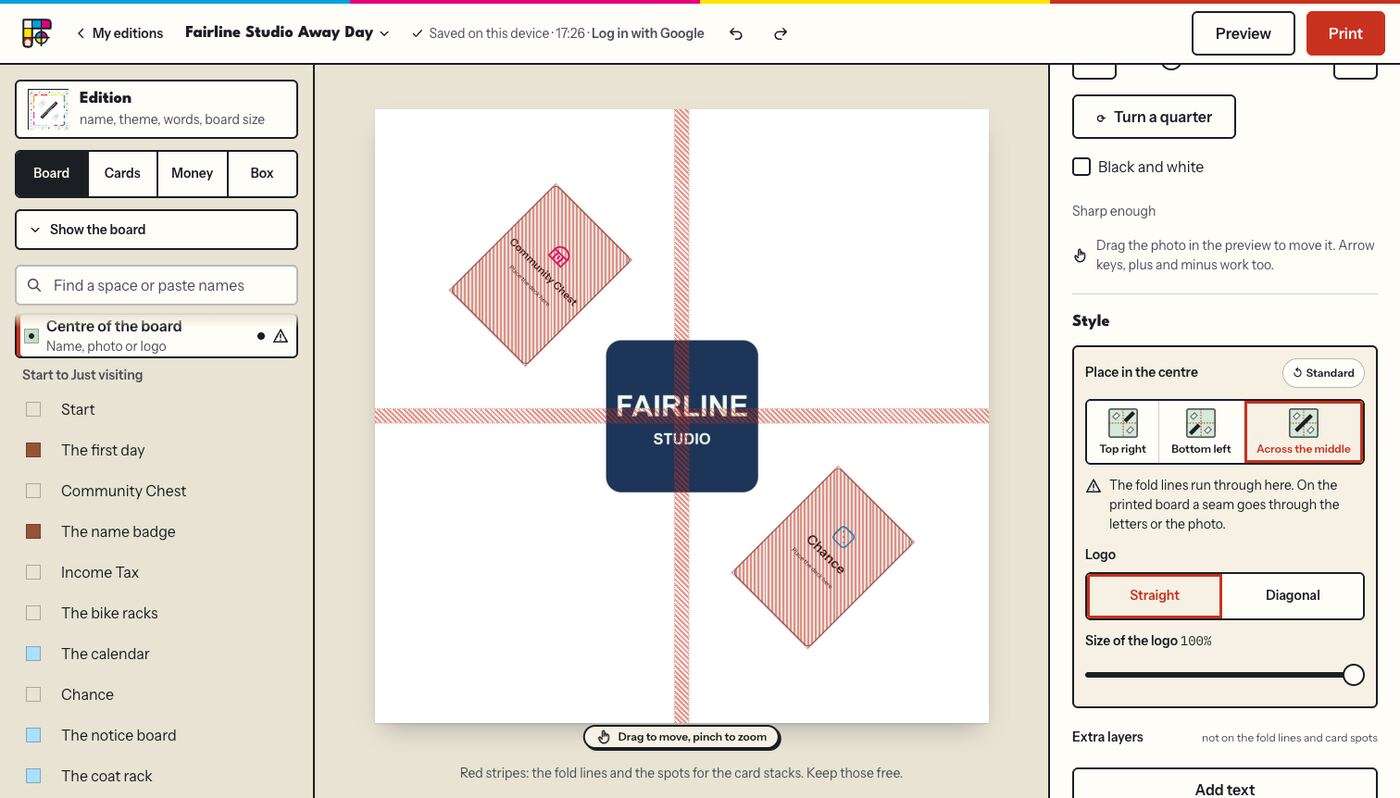 My editions
Fairline Studio Away Day
Saved on this device · 17:26 · Log in with Google
Preview
Print
Edition
name, theme, words, board size
Board
Cards
Money
Box
Show the board
Find a space or paste names
Centre of the board
Name, photo or logo
Start to Just visiting
Start
The first day
Community Chest
The name badge
Income Tax
The bike racks
The calendar
Chance
The notice board
The coat rack
Community Chest
Place the deck here
FAIRLINE
STUDIO
Chance
Place the deck here
Drag to move, pinch to zoom
Red stripes: the fold lines and the spots for the card stacks. Keep those free.
Turn a quarter
Black and white
Sharp enough
Drag the photo in the preview to move it. Arrow
keys, plus and minus work too.
Style
Place in the centre
Standard
Top right
Bottom left
Across the middle
The fold lines run through here. On the
printed board a seam goes through the
letters or the photo.
Logo
Straight
Diagonal
Size of the logo 100%
Extra layers
not on the fold lines and card spots
Add text